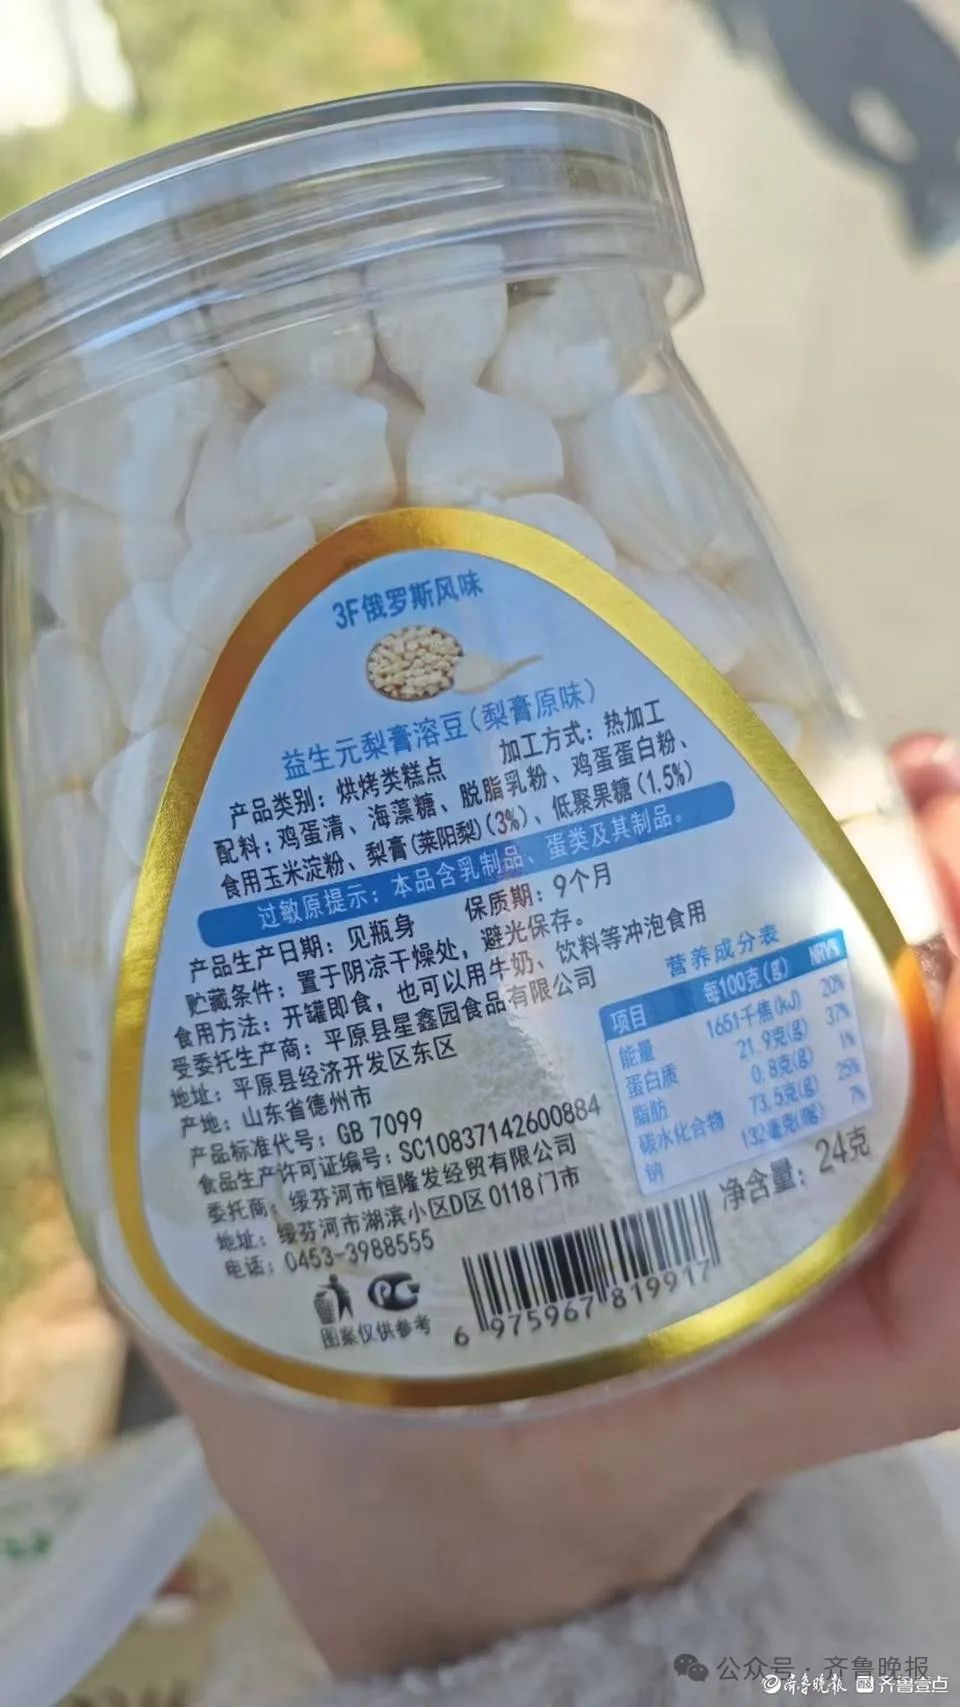 3F俄罗斯风味
益生元梨膏溶豆(梨膏原味)
产品类别：烘烤类糕点 加工方式：热加工
配料：鸡蛋清、海藻糖、脱脂乳粉、鸡蛋蛋白粉、
食用玉米淀粉、梨膏(莱阳梨)(3%)、低聚果糖(1.5%)
过敏原提示：本品含乳制品、蛋类及其制品。
产品生产日期：见瓶身 保质期：9个月
贮藏条件：置于阴凉干燥处，避光保存。
食用方法：开罐即食，也可以用牛奶、饮料等冲泡食用
受委托生产商：平原县星鑫园食品有限公司
地址：平原县经济开发区东区
产地：山东省德州市
产品标准代号：GB 7099
食品生产许可证编号：SC10837142600884
委托商：绥芬河市恒隆发经贸有限公司
地址：绥芬河市湖滨小区D区0118门市
电话：0453-3988555
图案仅供参考
6 975967 819917
营养成分表
项目 每100克(g) NRV%
能量 1651千焦(kJ) 20%
蛋白质 21.9克(g) 37%
脂肪 0.8克(g) 1%
碳水化合物 73.5克(g) 25%
钠 132毫克(mg) 7%
净含量：24克
公众号·齐鲁晚报
齐鲁晚报 齐鲁壹点